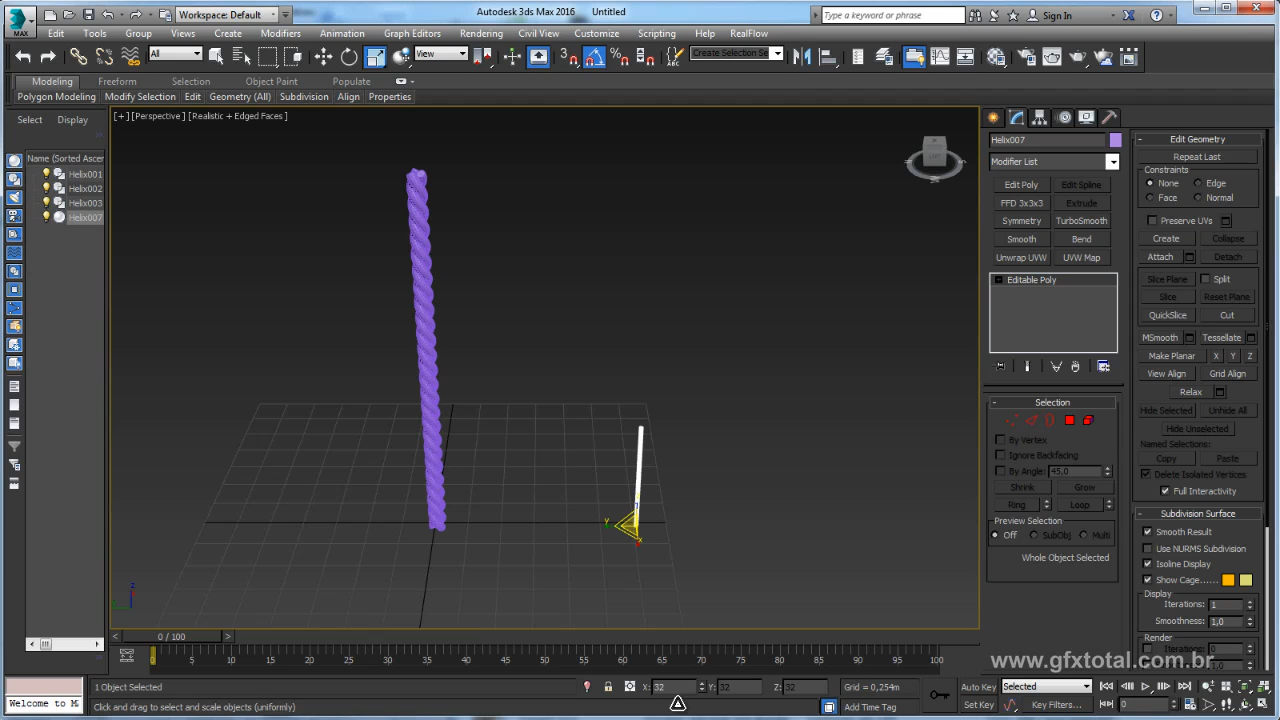 Workspace: Default
Autodesk 3ds Max 2016 Untitled
Type a keyword or phrase
Sign In
MAX
Edit Tools Group Views Create Modifiers Animation Graph Editors Rendering Civil View Customize Scripting Help RealFlow
All
View
Create Selection Se
Modeling Freeform Selection Object Paint Populate
Polygon Modeling Modify Selection Edit Geometry (All) Subdivision Align Properties
Select Display
Name (Sorted Ascen
Helix001
Helix002
Helix003
Helix007
[+] [Perspective] [Realistic + Edged Faces]
Helix007
Modifier List
Edit Poly Edit Spline
FFD 3x3x3 Extrude
Symmetry TurboSmooth
Smooth Bend
Unwrap UVW UVW Map
Editable Poly
Selection
By Vertex
Ignore Backfacing
By Angle: 45,0
Shrink Grow
Ring Loop
Preview Selection
Off SubObj Multi
Whole Object Selected
Edit Geometry
Repeat Last
Constraints
None Edge
Face Normal
Preserve UVs
Create Collapse
Attach Detach
Slice Plane Split
Slice Reset Plane
QuickSlice Cut
MSmooth Tessellate
Make Planar X Y Z
View Align Grid Align
Relax
Hide Selected Unhide All
Hide Unselected
Named Selections:
Copy Paste
Delete Isolated Vertices
Full Interactivity
Subdivision Surface
Smooth Result
Use NURMS Subdivision
Isoline Display
Show Cage......
Display
Iterations: 1
Smoothness: 1,0
Render
Iterations: 0
www.gfxtotal.com.br
0 / 100
0 5 10 15 20 25 30 35 40 45 50 55 60 65 70 75 80 85 90 95 100
1 Object Selected
X: 32 Y: 32 Z: 32
Grid = 0,254m
Auto Key Selected
Welcome to M
Click and drag to select and scale objects (uniformly)
Add Time Tag
Set Key Key Filters...
0